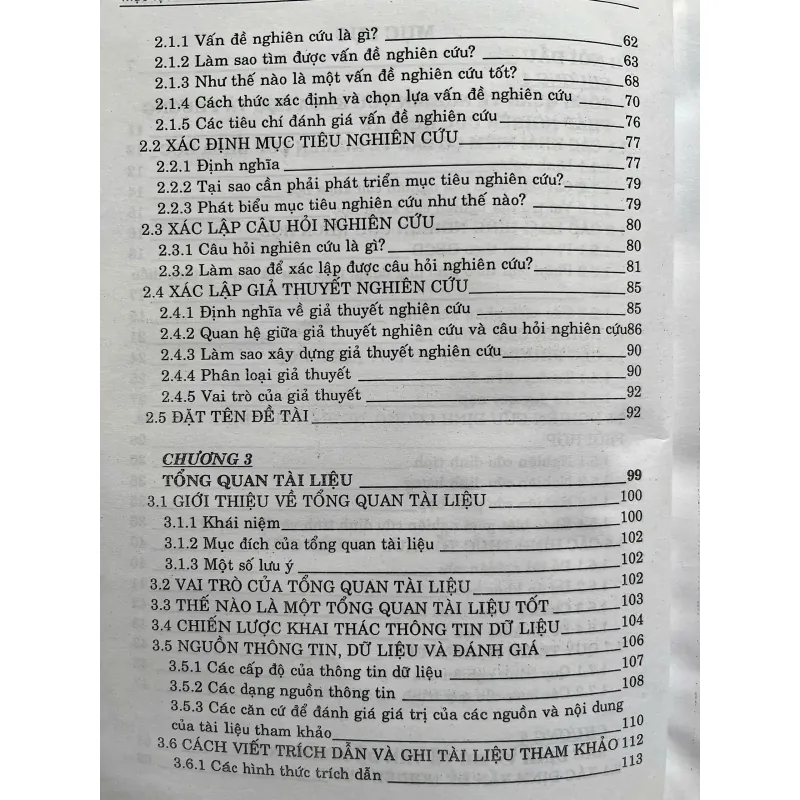 2.1.1 Vấn đề nghiên cứu là gì? 62
2.1.2 Làm sao tìm được vấn đề nghiên cứu? 63
2.1.3 Như thế nào là một vấn đề nghiên cứu tốt? 68
2.1.4 Cách thức xác định và chọn lựa vấn đề nghiên cứu 70
2.1.5 Các tiêu chí đánh giá vấn đề nghiên cứu 76
2.2 XÁC ĐỊNH MỤC TIÊU NGHIÊN CỨU 77
2.2.1 Định nghĩa 77
2.2.2 Tại sao cần phải phát triển mục tiêu nghiên cứu? 79
2.2.3 Phát biểu mục tiêu nghiên cứu như thế nào? 79
2.3 XÁC LẬP CÂU HỎI NGHIÊN CỨU 80
2.3.1 Câu hỏi nghiên cứu là gì? 80
2.3.2 Làm sao để xác lập được câu hỏi nghiên cứu? 81
2.4 XÁC LẬP GIẢ THUYẾT NGHIÊN CỨU 85
2.4.1 Định nghĩa về giả thuyết nghiên cứu 85
2.4.2 Quan hệ giữa giả thuyết nghiên cứu và câu hỏi nghiên cứu86
2.4.3 Làm sao xây dựng giả thuyết nghiên cứu 90
2.4.4 Phân loại giả thuyết 90
2.4.5 Vai trò của giả thuyết 92
2.5 ĐẶT TÊN ĐỀ TÀI 92
CHƯƠNG 3
TỔNG QUAN TÀI LIỆU 99
3.1 GIỚI THIỆU VỀ TỔNG QUAN TÀI LIỆU 100
3.1.1 Khái niệm 100
3.1.2 Mục đích của tổng quan tài liệu 102
3.1.3 Một số lưu ý 102
3.2 VAI TRÒ CỦA TỔNG QUAN TÀI LIỆU 102
3.3 THẾ NÀO LÀ MỘT TỔNG QUAN TÀI LIỆU TỐT 103
3.4 CHIẾN LƯỢC KHAI THÁC THÔNG TIN DỮ LIỆU 104
3.5 NGUỒN THÔNG TIN, DỮ LIỆU VÀ ĐÁNH GIÁ 106
3.5.1 Các cấp độ của thông tin dữ liệu 107
3.5.2 Các dạng nguồn thông tin 108
3.5.3 Các căn cứ để đánh giá giá trị của các nguồn và nội dung
của tài liệu tham khảo 110
3.6 CÁCH VIẾT TRÍCH DẪN VÀ GHI TÀI LIỆU THAM KHẢO 112
3.6.1 Các hình thức trích dẫn 113